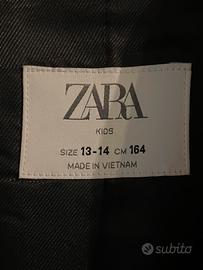 ZARA
KIDS
SIZE 13-14 CM 164
MADE IN VIETNAM
subito